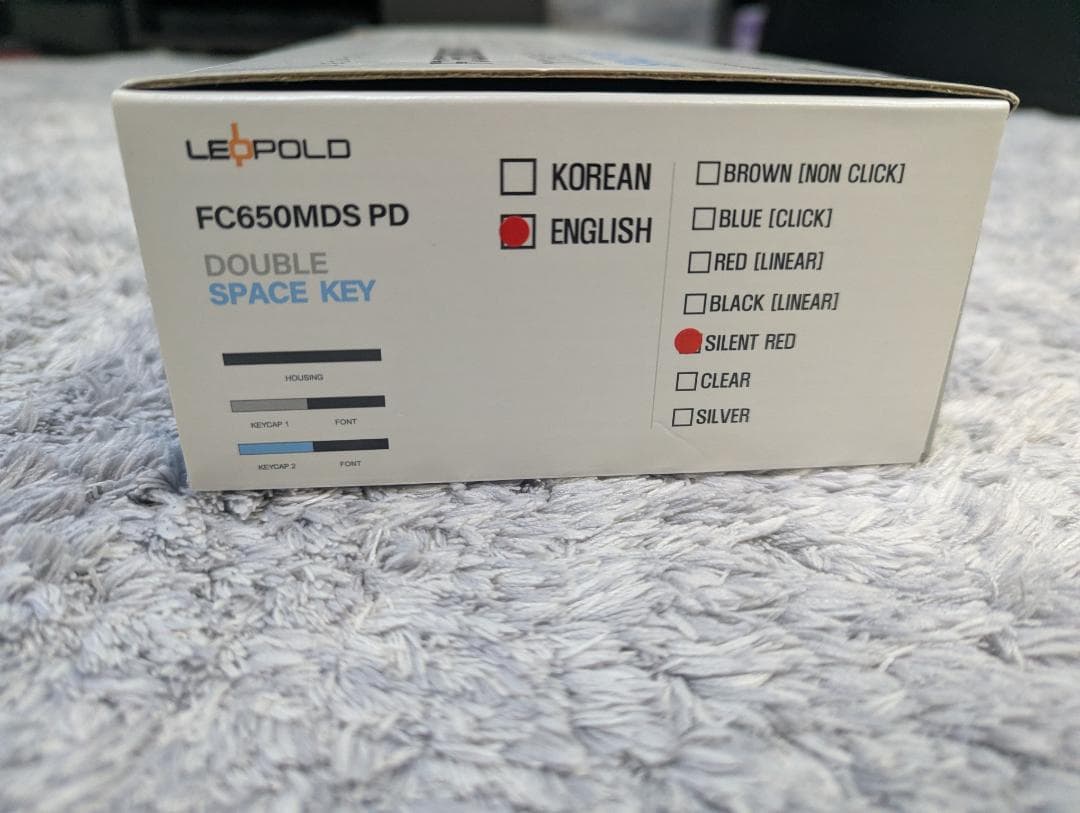 LEOPOLD
FC650MDS PD
DOUBLE
SPACE KEY
HOUSING
KEYCAP 1 FONT
KEYCAP 2 FONT
KOREAN
ENGLISH
BROWN [NON CLICK]
BLUE [CLICK]
RED [LINEAR]
BLACK [LINEAR]
SILENT RED
CLEAR
SILVER